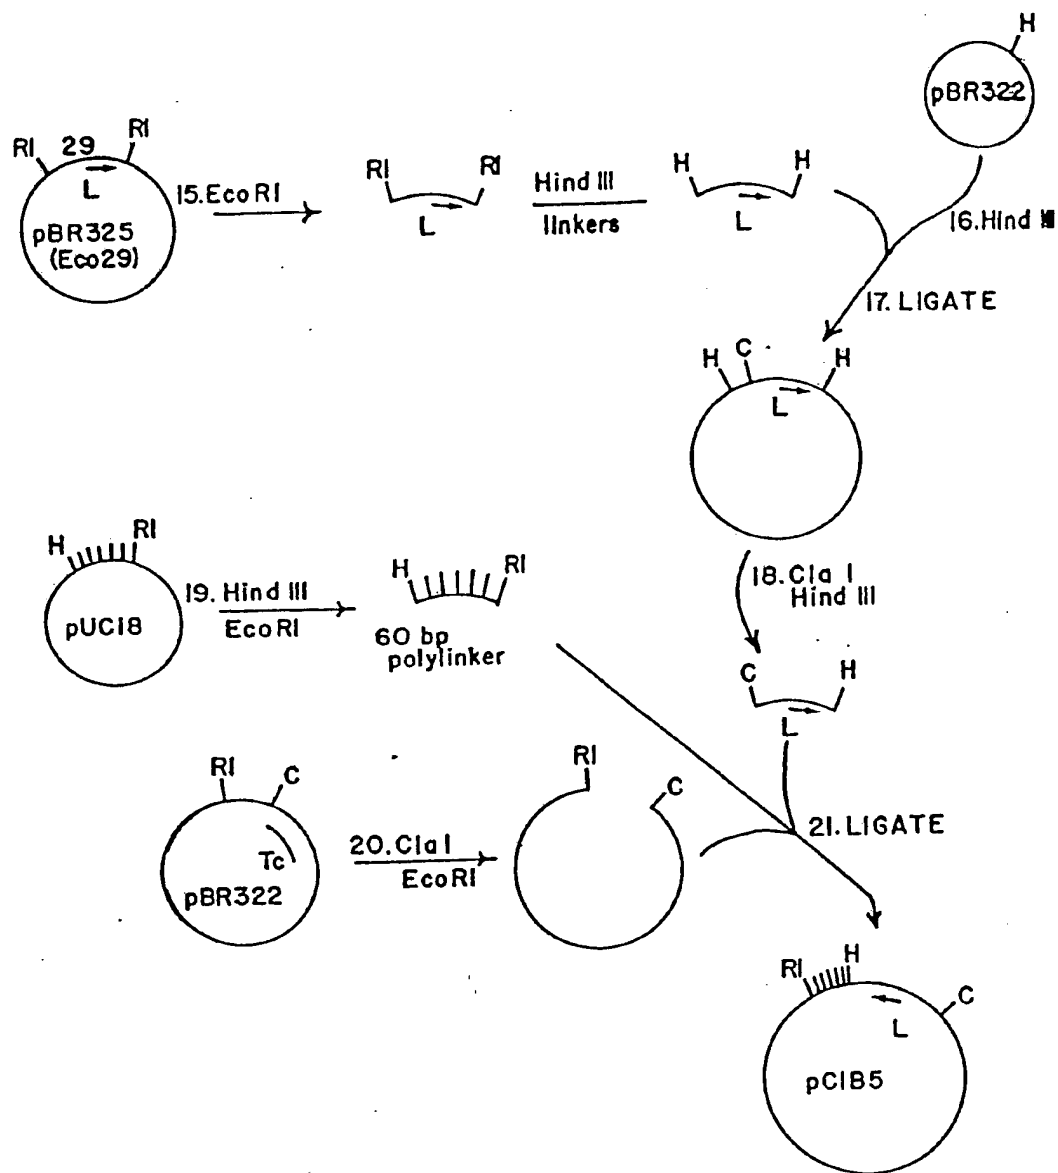 H
pBR322
RI 29 RI
L
pBR325
(Eco29)
15.EcoRI
RI RI
L
Hind III
linkers
H H
L
16.Hind III
17. LIGATE
H C H
L
H RI
pUC18
19. Hind III
EcoRI
H RI
60 bp
polylinker
18. Cla I
Hind III
C H
L
RI C
Tc
pBR322
20. Cla I
EcoRI
RI C
21. LIGATE
RI H
C
L
pCIB5